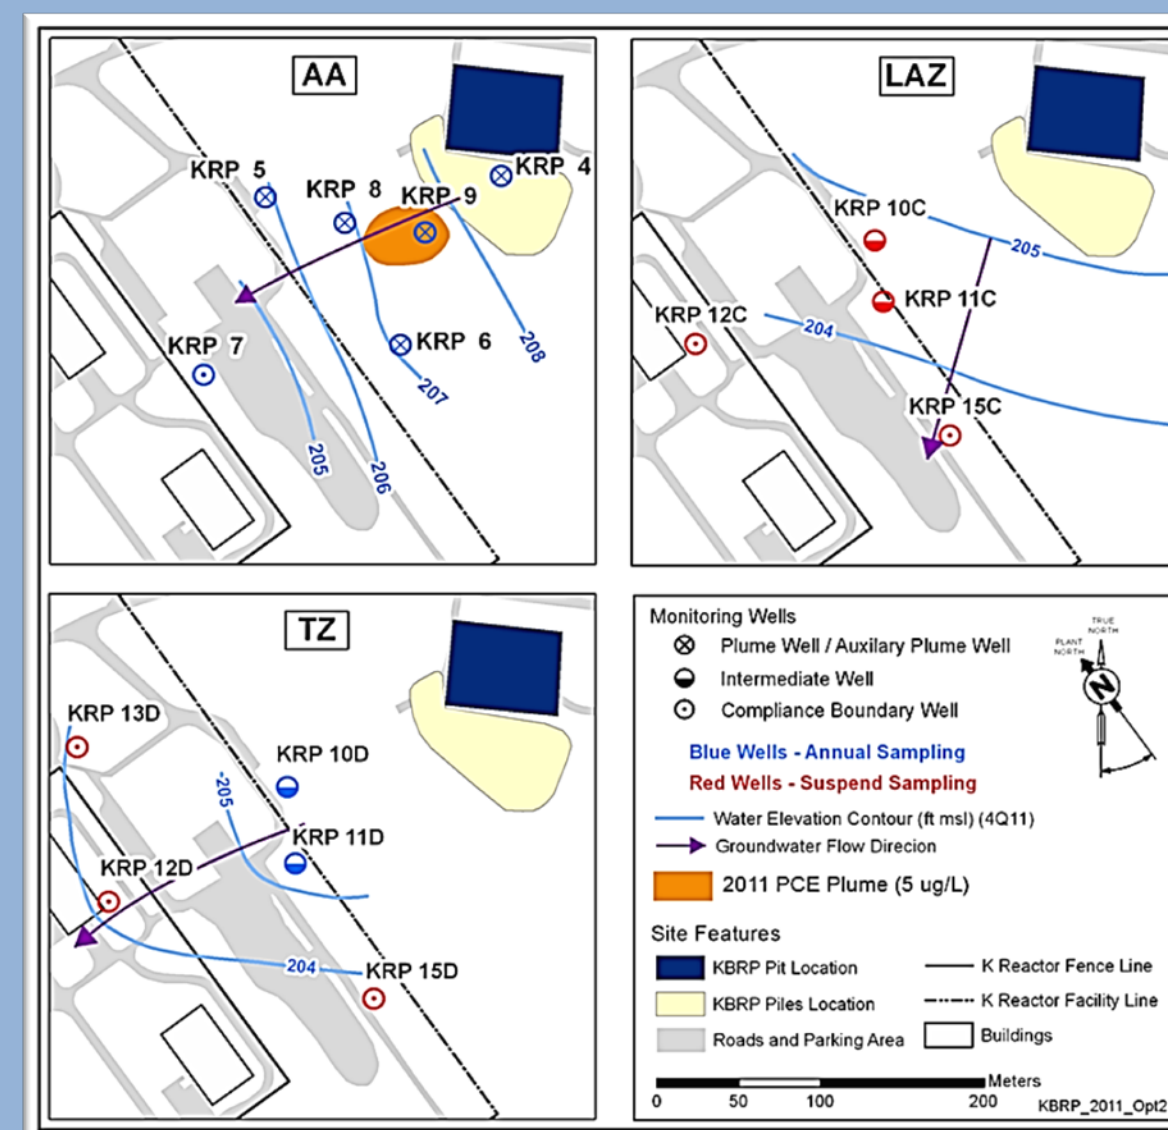 AA
KRP 5
KRP 8
KRP 9
KRP 4
KRP 7
KRP 6
208
207
205
206
LAZ
KRP 10C
205
KRP 11C
KRP 12C
204
KRP 15C
TZ
KRP 13D
KRP 10D
-205
KRP 11D
KRP 12D
204
KRP 15D
Monitoring Wells
Plume Well / Auxilary Plume Well
Intermediate Well
Compliance Boundary Well
TRUE
NORTH
PLANT
NORTH
N
Blue Wells - Annual Sampling
Red Wells - Suspend Sampling
Water Elevation Contour (ft msl) (4Q11)
Groundwater Flow Direcion
2011 PCE Plume (5 ug/L)
Site Features
KBRP Pit Location
K Reactor Fence Line
KBRP Piles Location
K Reactor Facility Line
Roads and Parking Area
Buildings
Meters
0 50 100 200
KBRP_2011_Opt2